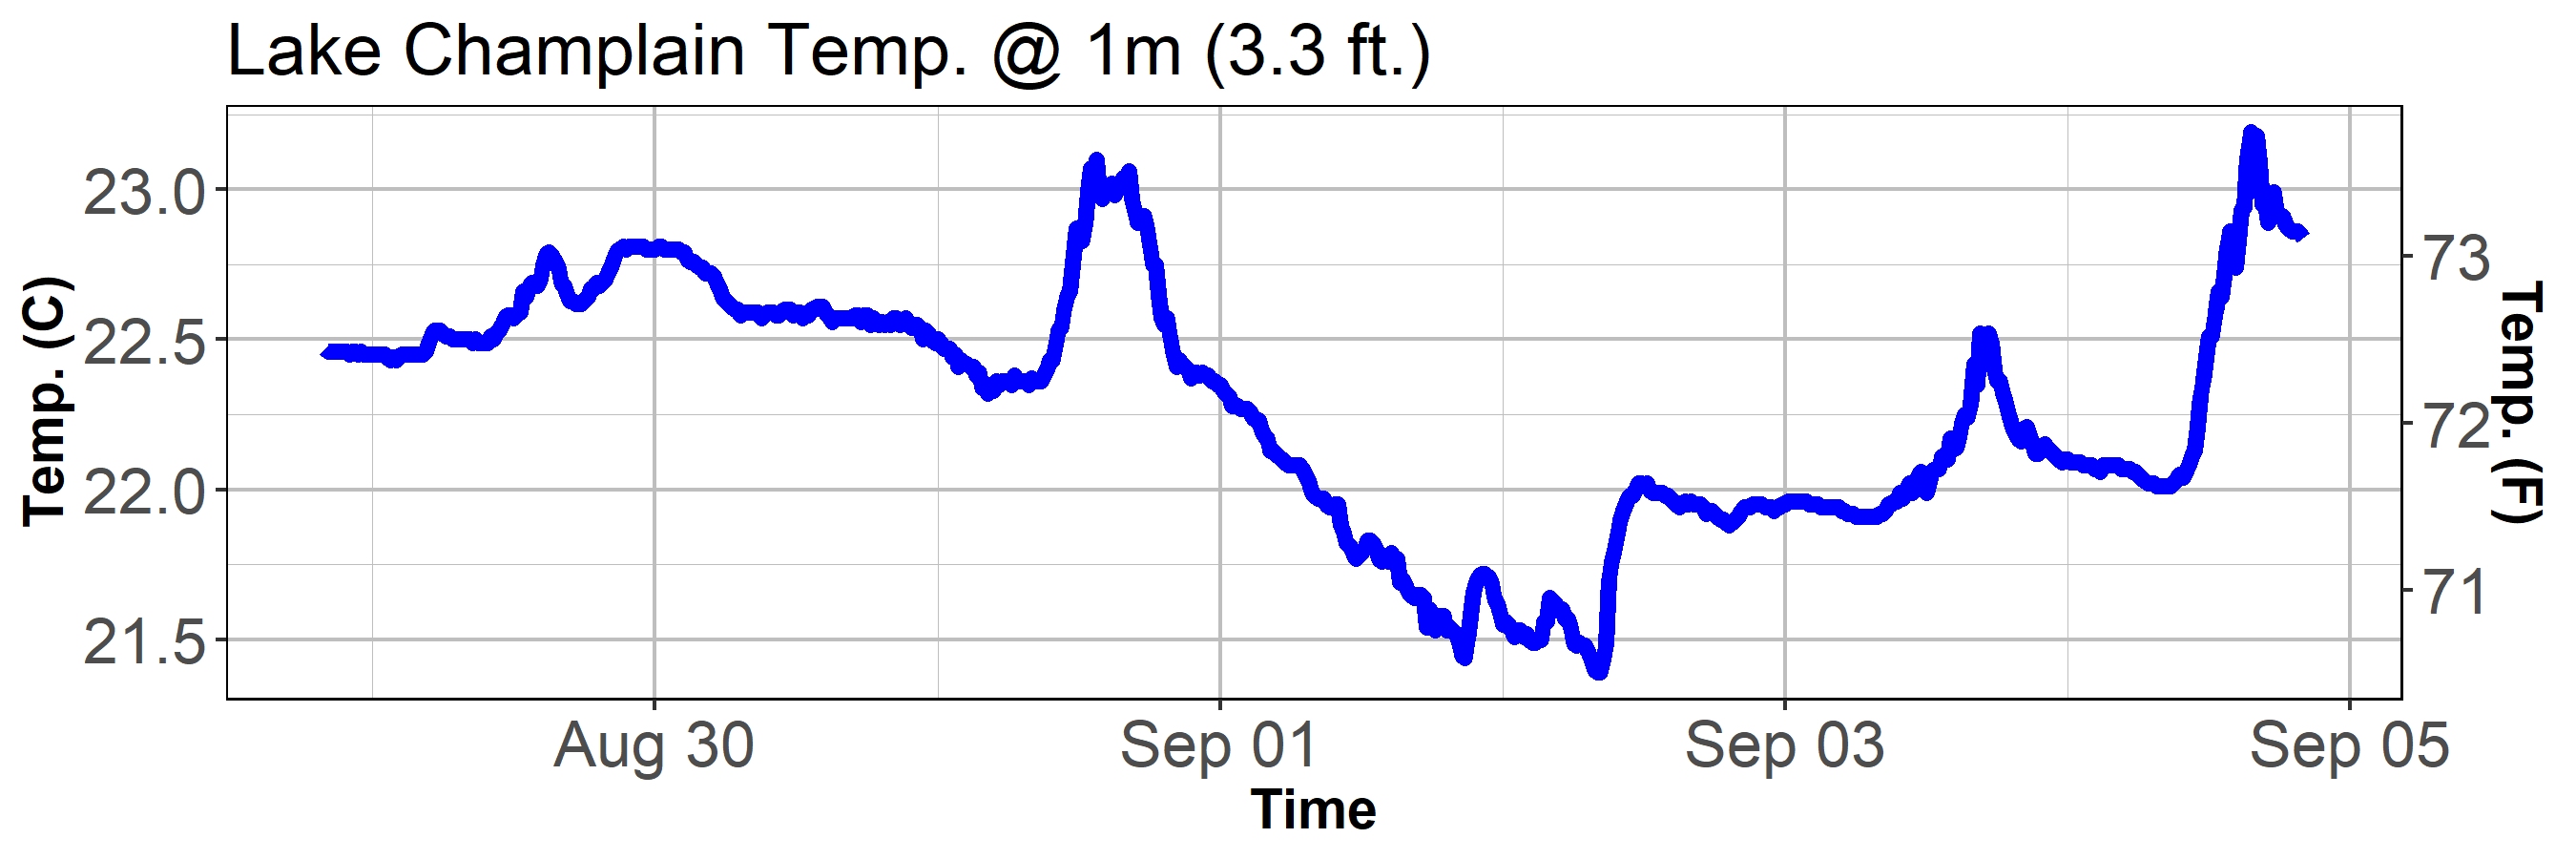 Lake Champlain Temp. @ 1m (3.3 ft.)
Temp. (C)
23.0
22.5
22.0
21.5
73
72
71
Temp. (F)
Aug 30
Sep 01
Sep 03
Sep 05
Time